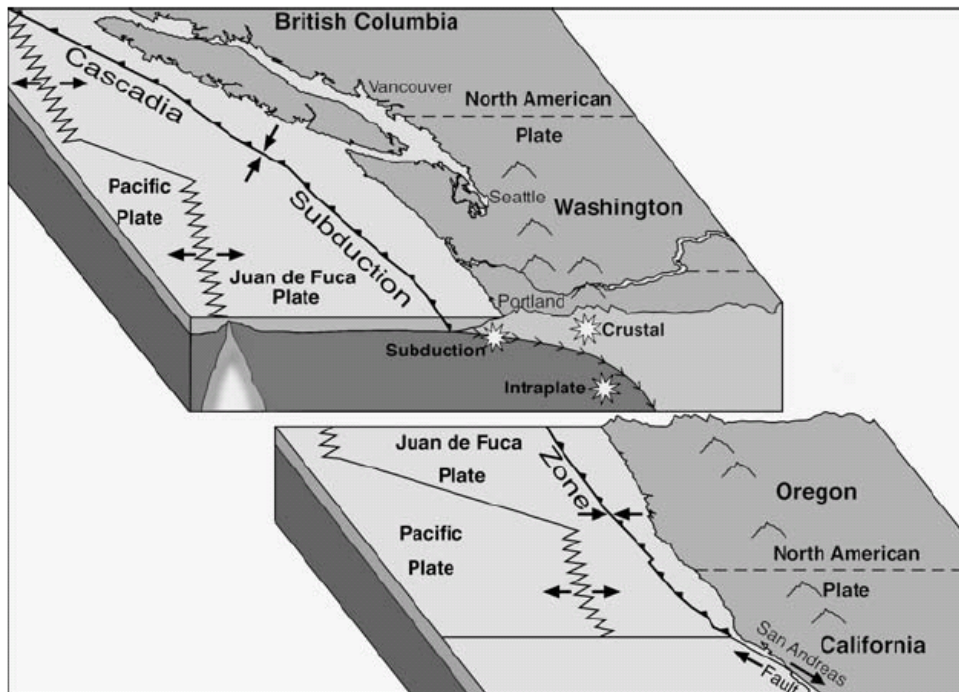 British Columbia
Cascadia
Vancouver
North American
Plate
Pacific
Plate
Seattle
Subduction
Washington
Juan de Fuca
Plate
Portland
Crustal
Subduction
Intraplate
Juan de Fuca
Plate
Zone
Oregon
Pacific
Plate
North American
Plate
San Andreas
California
Fault